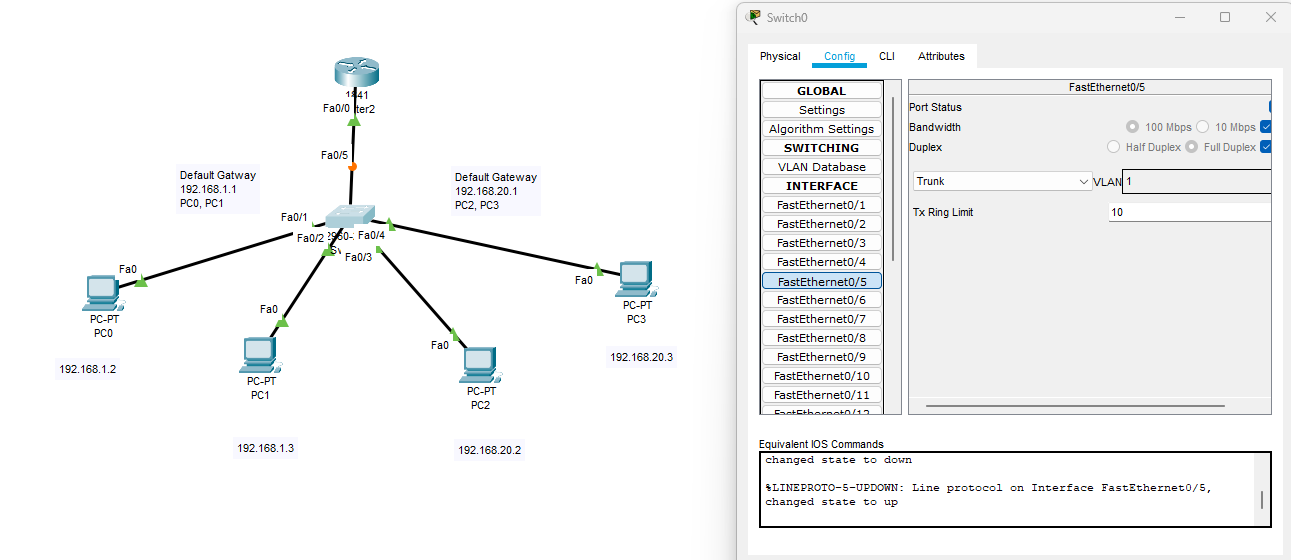 1841
Fa0/0
ter2
Fa0/5
Default Gatway
192.168.1.1
PC0, PC1
Default Gateway
192.168.20.1
PC2, PC3
Fa0/1
Fa0/2
Fa0/4
Fa0/3
Fa0
PC-PT
PC0
192.168.1.2
Fa0
PC-PT
PC1
192.168.1.3
Fa0
PC-PT
PC2
192.168.20.2
Fa0
PC-PT
PC3
192.168.20.3
Switch0
Physical Config CLI Attributes
GLOBAL
Settings
Algorithm Settings
SWITCHING
VLAN Database
INTERFACE
FastEthernet0/1
FastEthernet0/2
FastEthernet0/3
FastEthernet0/4
FastEthernet0/5
FastEthernet0/6
FastEthernet0/7
FastEthernet0/8
FastEthernet0/9
FastEthernet0/10
FastEthernet0/11
FastEthernet0/12
FastEthernet0/5
Port Status
Bandwidth 100 Mbps 10 Mbps
Duplex Half Duplex Full Duplex
Trunk VLAN 1
Tx Ring Limit 10
Equivalent IOS Commands
changed state to down
%LINEPROTO-5-UPDOWN: Line protocol on Interface FastEthernet0/5,
changed state to up